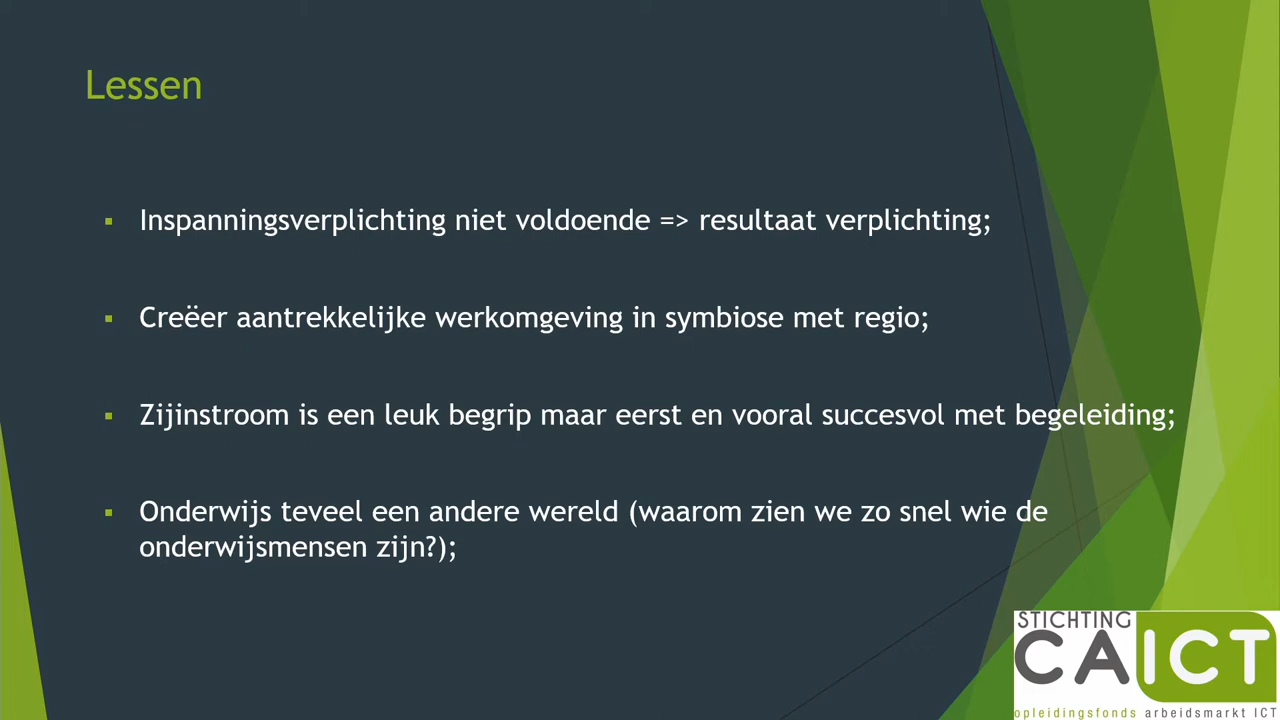 Lessen
Inspanningsverplichting niet voldoende => resultaat verplichting;
Creëer aantrekkelijke werkomgeving in symbiose met regio;
Zijinstroom is een leuk begrip maar eerst en vooral succesvol met begeleiding;
Onderwijs teveel een andere wereld (waarom zien we zo snel wie de
onderwijsmensen zijn?);
STICHTING
CAICT
opleidingsfonds arbeidsmarkt ICT